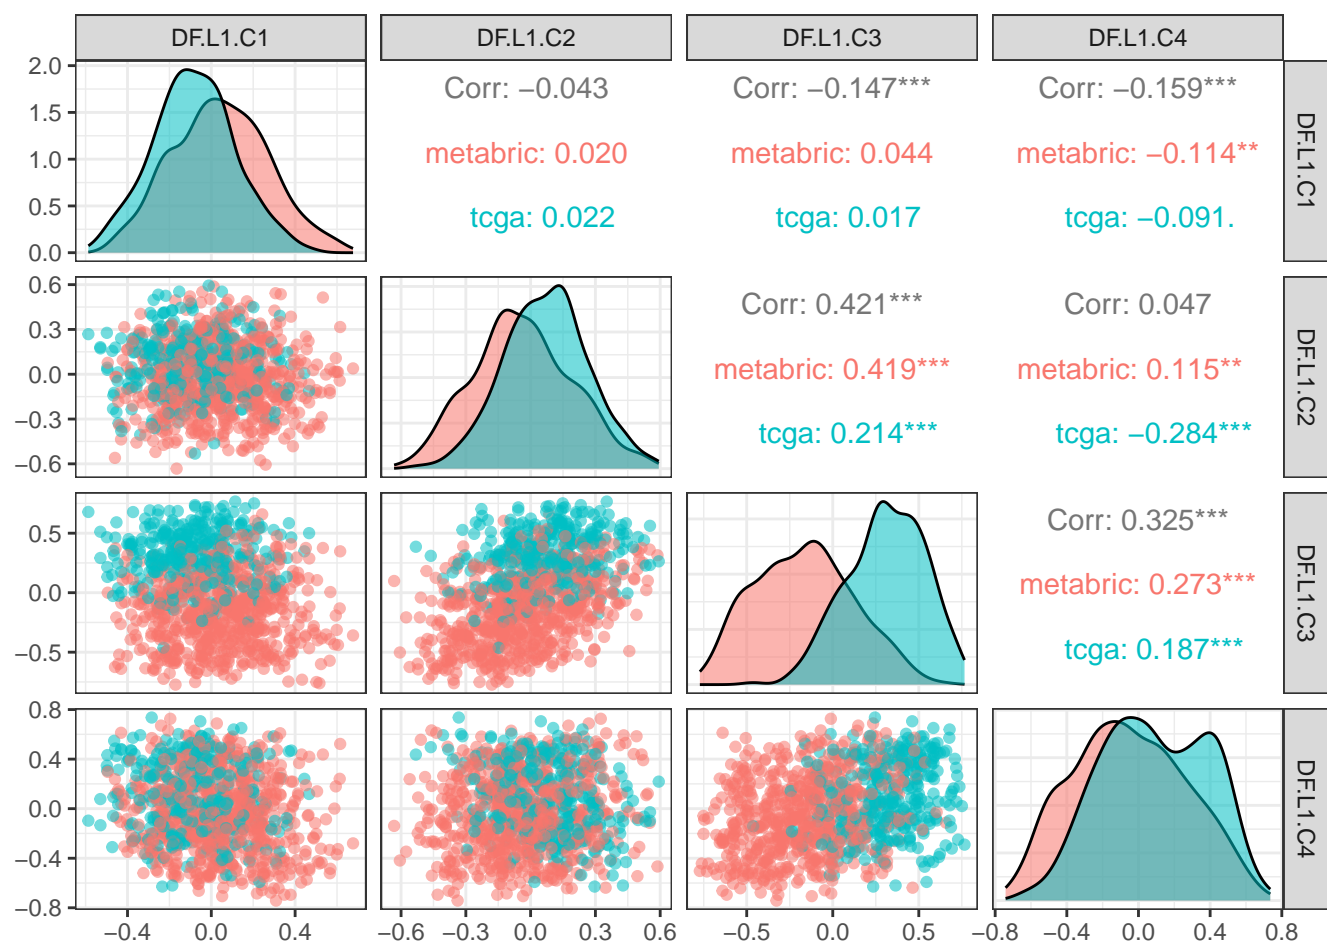 DF.L1.C1 DF.L1.C2 DF.L1.C3 DF.L1.C4
2.0
1.5
1.0
0.5
0.0
Corr: −0.043
metabric: 0.020
tcga: 0.022
Corr: −0.147***
metabric: 0.044
tcga: 0.017
Corr: −0.159***
metabric: −0.114**
tcga: −0.091.
DF.L1.C1
0.6
0.3
0.0
−0.3
−0.6
Corr: 0.421***
metabric: 0.419***
tcga: 0.214***
Corr: 0.047
metabric: 0.115**
tcga: −0.284***
DF.L1.C2
0.5
0.0
−0.5
Corr: 0.325***
metabric: 0.273***
tcga: 0.187***
DF.L1.C3
0.8
0.4
0.0
−0.4
−0.8
DF.L1.C4
−0.4 0.0 0.4 −0.6 −0.3 0.0 0.3 0.6 −0.5 0.0 0.5 −0.8 −0.4 0.0 0.4 0.8